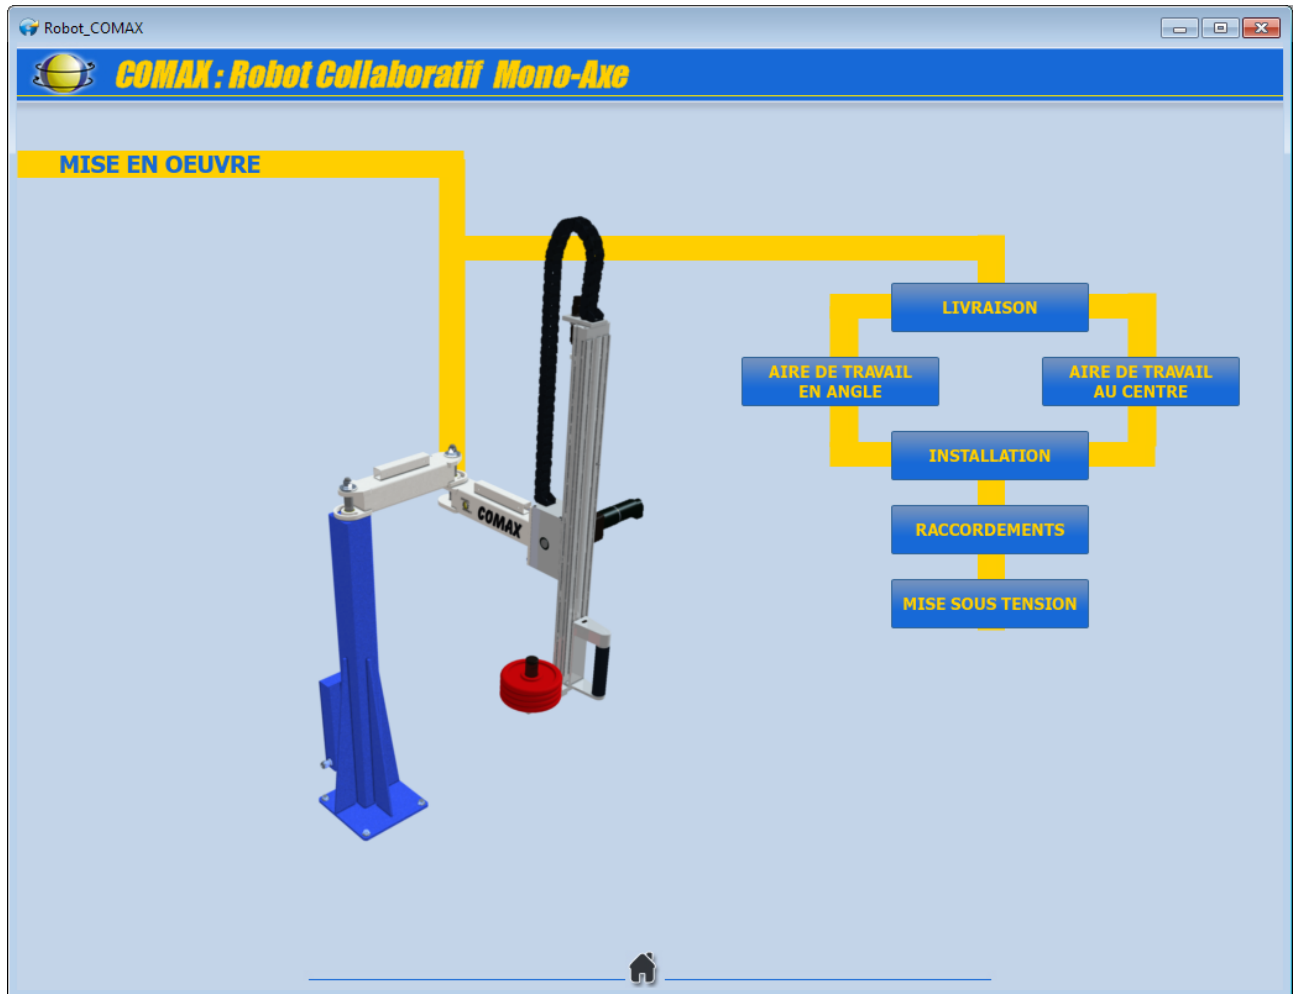 Robot_COMAX
COMAX : Robot Collaboratif Mono-Axe
MISE EN OEUVRE
LIVRAISON
AIRE DE TRAVAIL
EN ANGLE
AIRE DE TRAVAIL
AU CENTRE
INSTALLATION
COMAX
RACCORDEMENTS
MISE SOUS TENSION